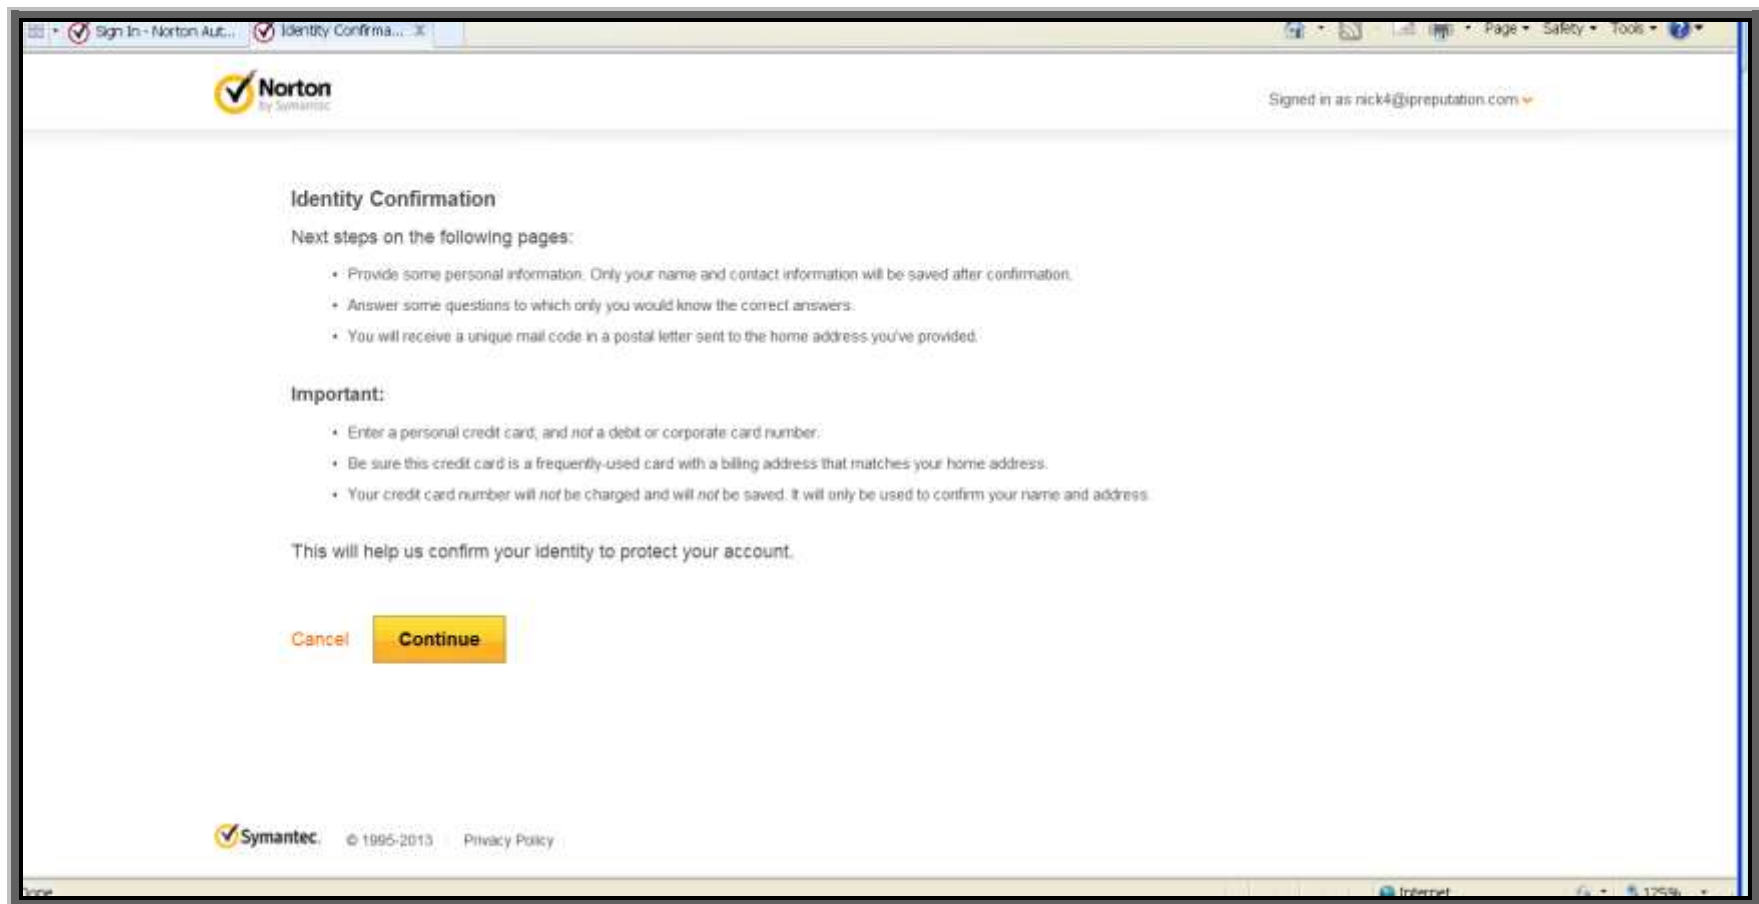 Sign In - Norton Aut...
Identity Confirma... X
Page
Safety
Tools
Norton
by Symantec
Signed in as nick4@ipreputation.com
Identity Confirmation
Next steps on the following pages:
• Provide some personal information. Only your name and contact information will be saved after confirmation.
• Answer some questions to which only you would know the correct answers.
• You will receive a unique mail code in a postal letter sent to the home address you've provided.
Important:
• Enter a personal credit card, and not a debit or corporate card number.
• Be sure this credit card is a frequently-used card with a billing address that matches your home address.
• Your credit card number will not be charged and will not be saved. It will only be used to confirm your name and address.
This will help us confirm your identity to protect your account.
Cancel
Continue
Symantec.
© 1995-2013
Privacy Policy
Done
Internet
125%